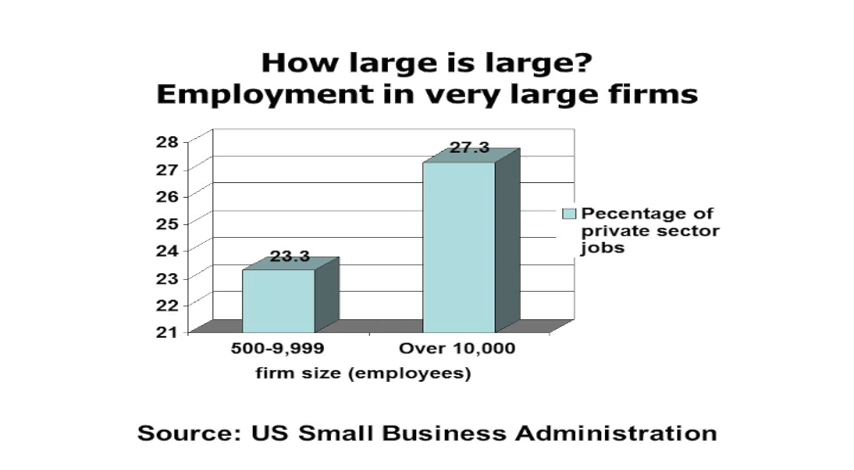 How large is large?
Employment in very large firms
28
27
26
25
24
23
22
21
27.3
23.3
Pecentage of
private sector
jobs
500-9,999
Over 10,000
firm size (employees)
Source: US Small Business Administration